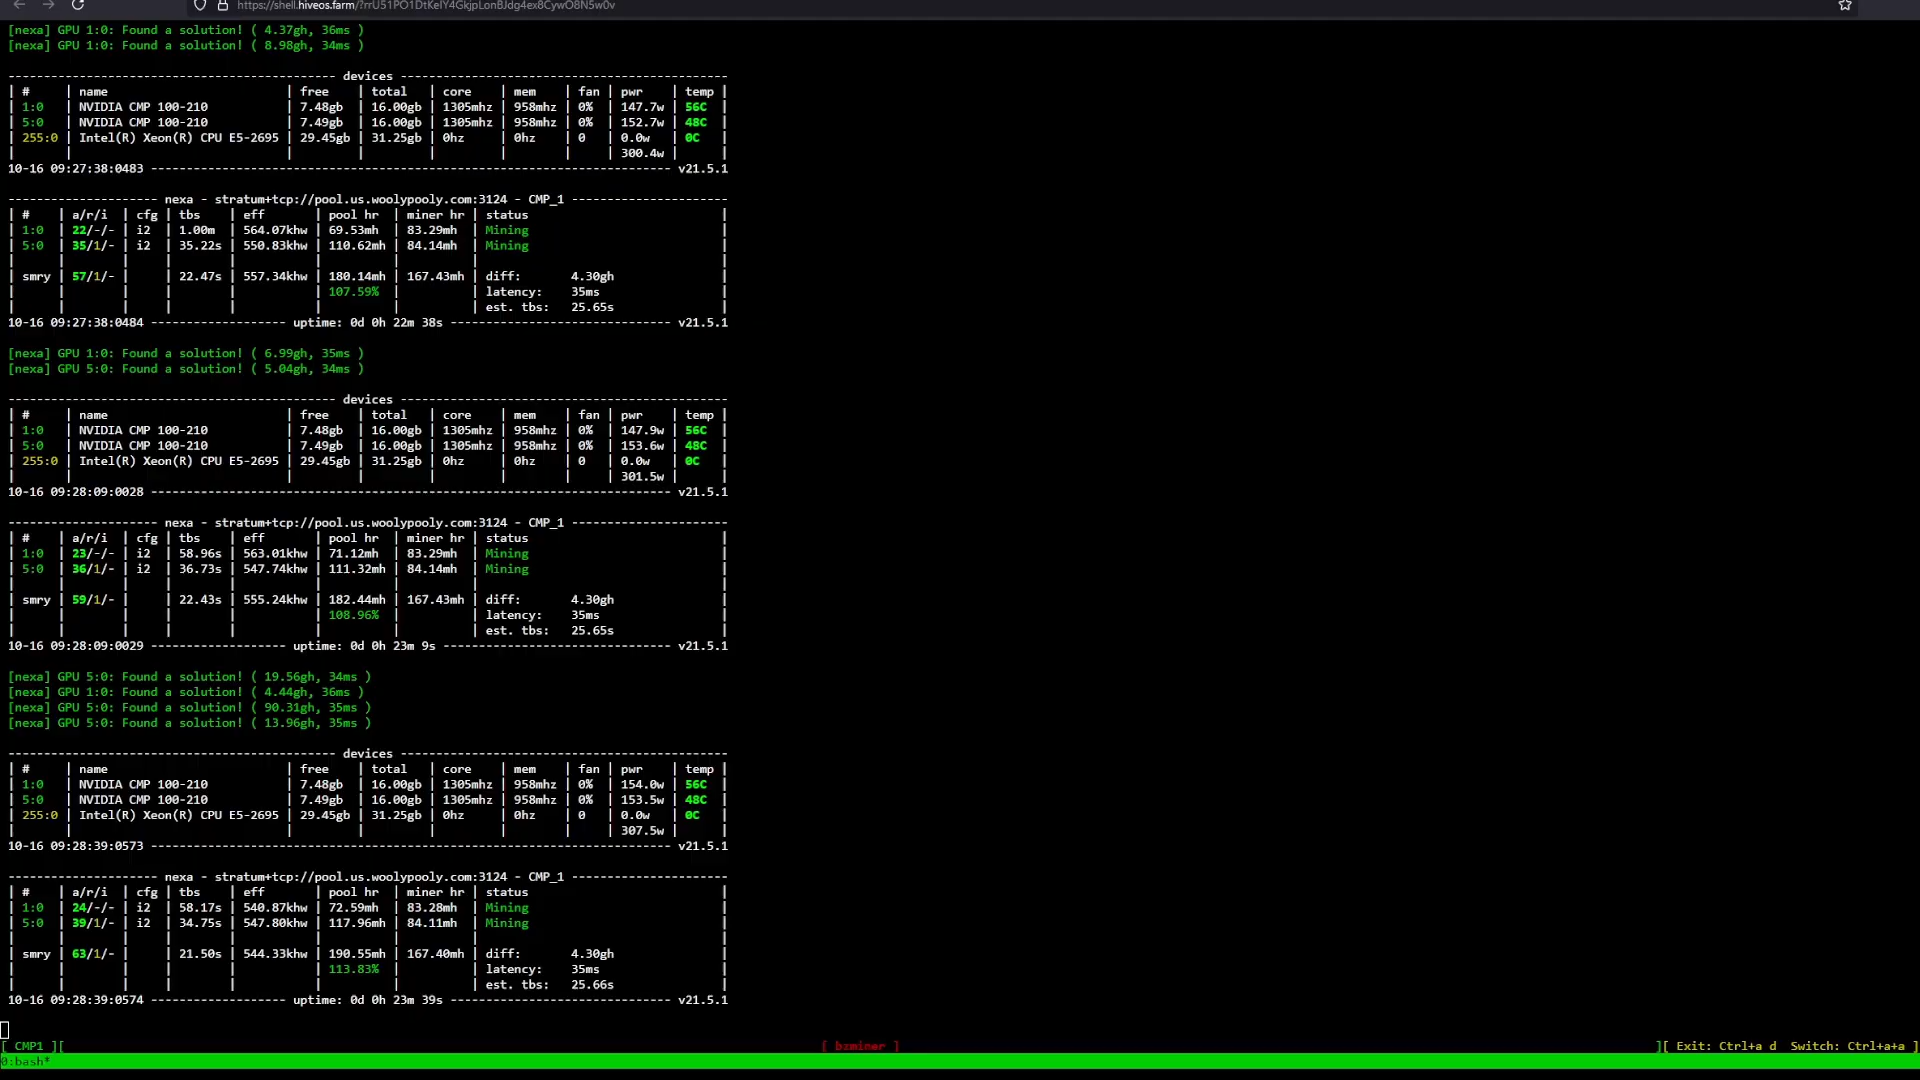 https://shell.hiveos.farm/?rrU51PO1DtKelY4GkjpLonBJdg4ex8CywO8N5w0v
[nexa] GPU 1:0: Found a solution! ( 4.37gh, 36ms )
[nexa] GPU 1:0: Found a solution! ( 8.98gh, 34ms )
---------------------------------------------- devices ----------------------------------------------
| # | name | free | total | core | mem | fan | pwr | temp |
| 1:0 | NVIDIA CMP 100-210 | 7.48gb | 16.00gb | 1305mhz | 958mhz | 0% | 147.7w | 56C |
| 5:0 | NVIDIA CMP 100-210 | 7.49gb | 16.00gb | 1305mhz | 958mhz | 0% | 152.7w | 48C |
| 255:0 | Intel(R) Xeon(R) CPU E5-2695 | 29.45gb | 31.25gb | 0hz | 0hz | 0 | 0.0w | 0C |
| | | | | | | | 300.4w | |
10-16 09:27:38:0483 ------------------------------------------------------------------------- v21.5.1
--------------------- nexa - stratum+tcp://pool.us.woolypooly.com:3124 - CMP_1 ----------------------
| # | a/r/i | cfg | tbs | eff | pool hr | miner hr | status |
| 1:0 | 22/-/- | i2 | 1.00m | 564.07khw | 69.53mh | 83.29mh | Mining |
| 5:0 | 35/1/- | i2 | 35.22s | 550.83khw | 110.62mh | 84.14mh | Mining |
| | | | | | | | |
| smry | 57/1/- | | 22.47s | 557.34khw | 180.14mh | 167.43mh | diff: 4.30gh |
| | | | | | 107.59% | | latency: 35ms |
| | | | | | | | est. tbs: 25.65s |
10-16 09:27:38:0484 ------------------- uptime: 0d 0h 22m 38s ------------------------------- v21.5.1
[nexa] GPU 1:0: Found a solution! ( 6.99gh, 35ms )
[nexa] GPU 5:0: Found a solution! ( 5.04gh, 34ms )
---------------------------------------------- devices ----------------------------------------------
| # | name | free | total | core | mem | fan | pwr | temp |
| 1:0 | NVIDIA CMP 100-210 | 7.48gb | 16.00gb | 1305mhz | 958mhz | 0% | 147.9w | 56C |
| 5:0 | NVIDIA CMP 100-210 | 7.49gb | 16.00gb | 1305mhz | 958mhz | 0% | 153.6w | 48C |
| 255:0 | Intel(R) Xeon(R) CPU E5-2695 | 29.45gb | 31.25gb | 0hz | 0hz | 0 | 0.0w | 0C |
| | | | | | | | 301.5w | |
10-16 09:28:09:0028 ------------------------------------------------------------------------- v21.5.1
--------------------- nexa - stratum+tcp://pool.us.woolypooly.com:3124 - CMP_1 ----------------------
| # | a/r/i | cfg | tbs | eff | pool hr | miner hr | status |
| 1:0 | 23/-/- | i2 | 58.96s | 563.01khw | 71.12mh | 83.29mh | Mining |
| 5:0 | 36/1/- | i2 | 36.73s | 547.74khw | 111.32mh | 84.14mh | Mining |
| | | | | | | | |
| smry | 59/1/- | | 22.43s | 555.24khw | 182.44mh | 167.43mh | diff: 4.30gh |
| | | | | | 108.96% | | latency: 35ms |
| | | | | | | | est. tbs: 25.65s |
10-16 09:28:09:0029 ------------------- uptime: 0d 0h 23m 9s -------------------------------- v21.5.1
[nexa] GPU 5:0: Found a solution! ( 19.56gh, 34ms )
[nexa] GPU 1:0: Found a solution! ( 4.44gh, 36ms )
[nexa] GPU 5:0: Found a solution! ( 90.31gh, 35ms )
[nexa] GPU 5:0: Found a solution! ( 13.96gh, 35ms )
---------------------------------------------- devices ----------------------------------------------
| # | name | free | total | core | mem | fan | pwr | temp |
| 1:0 | NVIDIA CMP 100-210 | 7.48gb | 16.00gb | 1305mhz | 958mhz | 0% | 154.0w | 56C |
| 5:0 | NVIDIA CMP 100-210 | 7.49gb | 16.00gb | 1305mhz | 958mhz | 0% | 153.5w | 48C |
| 255:0 | Intel(R) Xeon(R) CPU E5-2695 | 29.45gb | 31.25gb | 0hz | 0hz | 0 | 0.0w | 0C |
| | | | | | | | 307.5w | |
10-16 09:28:39:0573 ------------------------------------------------------------------------- v21.5.1
--------------------- nexa - stratum+tcp://pool.us.woolypooly.com:3124 - CMP_1 ----------------------
| # | a/r/i | cfg | tbs | eff | pool hr | miner hr | status |
| 1:0 | 24/-/- | i2 | 58.17s | 540.87khw | 72.59mh | 83.28mh | Mining |
| 5:0 | 39/1/- | i2 | 34.75s | 547.80khw | 117.96mh | 84.11mh | Mining |
| | | | | | | | |
| smry | 63/1/- | | 21.50s | 544.33khw | 190.55mh | 167.40mh | diff: 4.30gh |
| | | | | | 113.83% | | latency: 35ms |
| | | | | | | | est. tbs: 25.66s |
10-16 09:28:39:0574 ------------------- uptime: 0d 0h 23m 39s ------------------------------- v21.5.1
[ CMP1 ][ [ bzminer ] ][ Exit: Ctrl+a d Switch: Ctrl+a+a ]
0:bash*